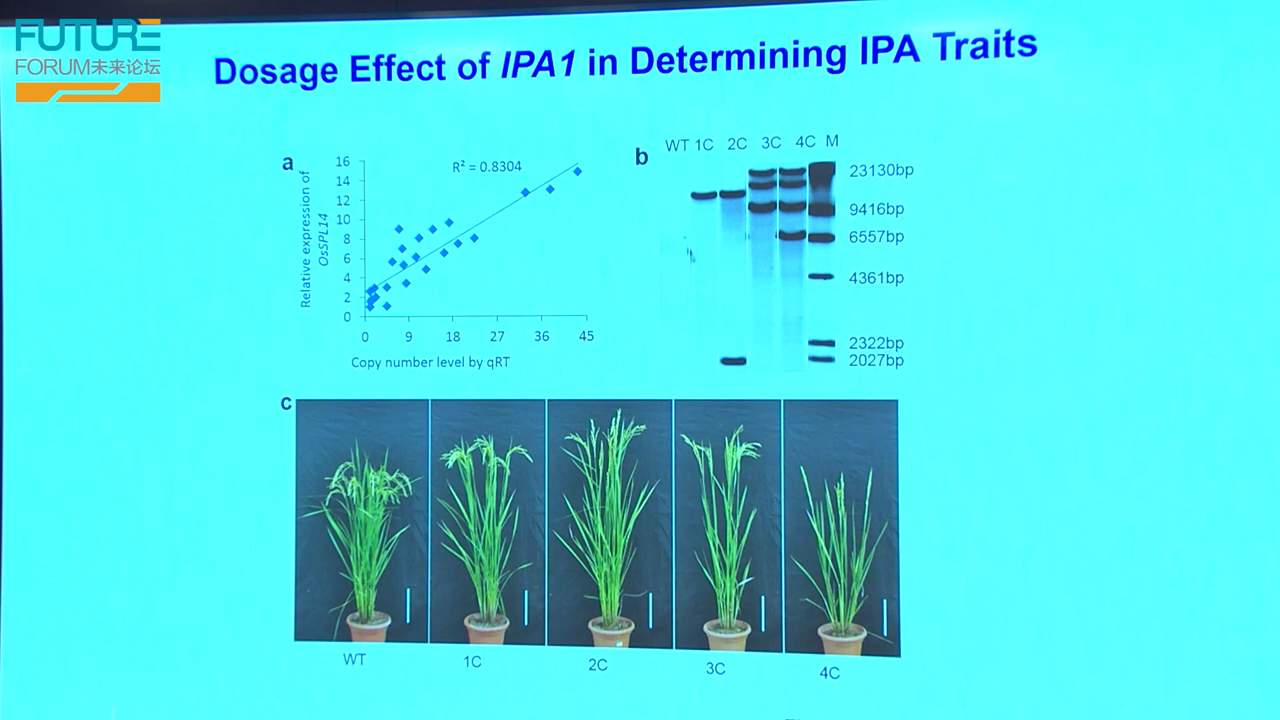 FUTURE
FORUM未来论坛
Dosage Effect of IPA1 in Determining IPA Traits
a
R² = 0.8304
Relative expression of
OsSPL14
16
14
12
10
8
6
4
2
0
0 9 18 27 36 45
Copy number level by qRT
b
WT 1C 2C 3C 4C M
23130bp
9416bp
6557bp
4361bp
2322bp
2027bp
c
WT 1C 2C 3C 4C